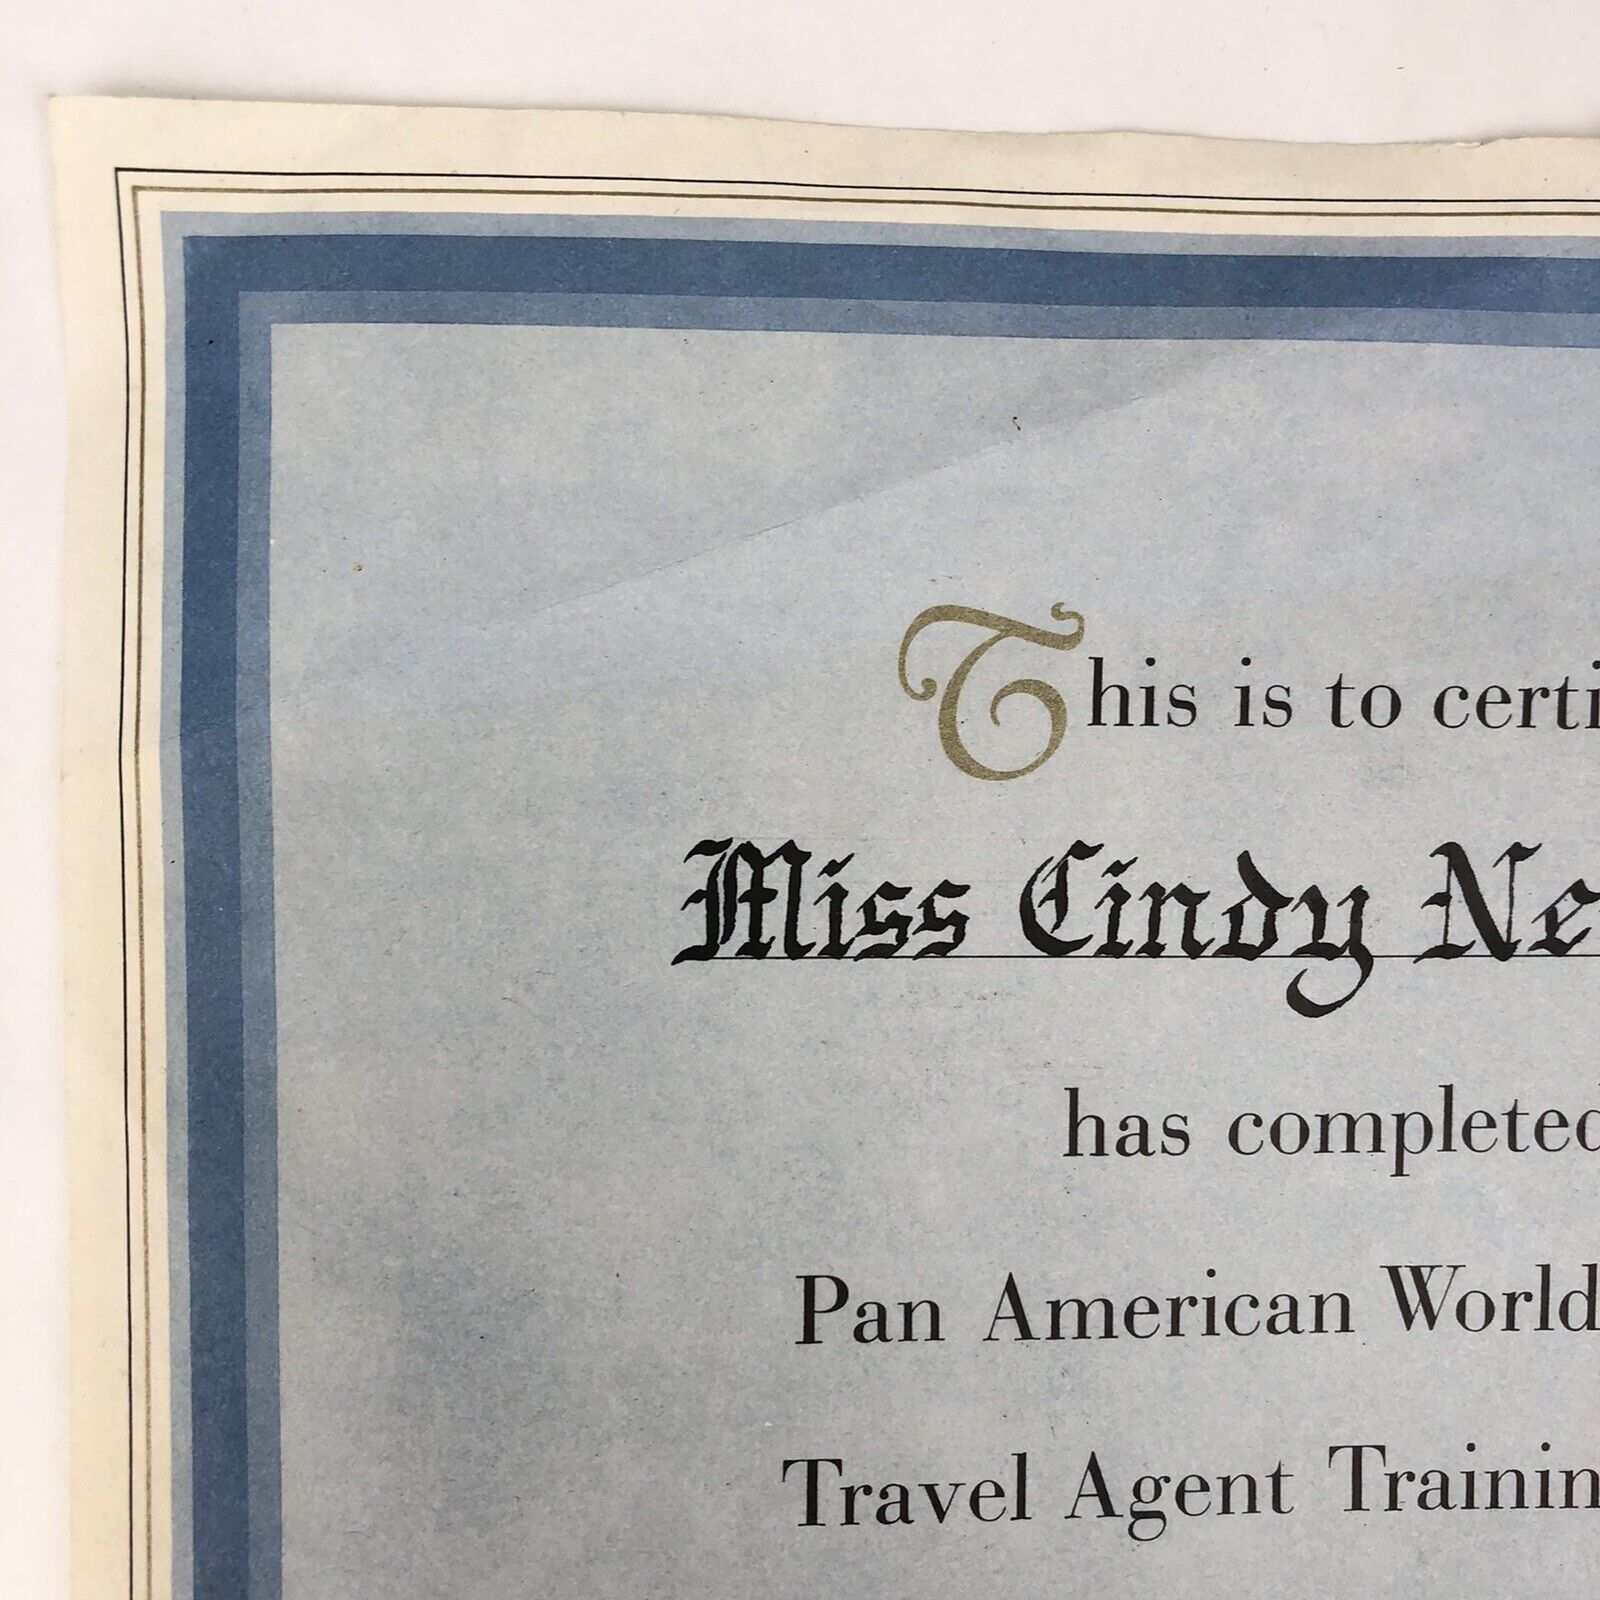 This is to certi
Miss Cindy Ne
has completed
Pan American World
Travel Agent Trainin